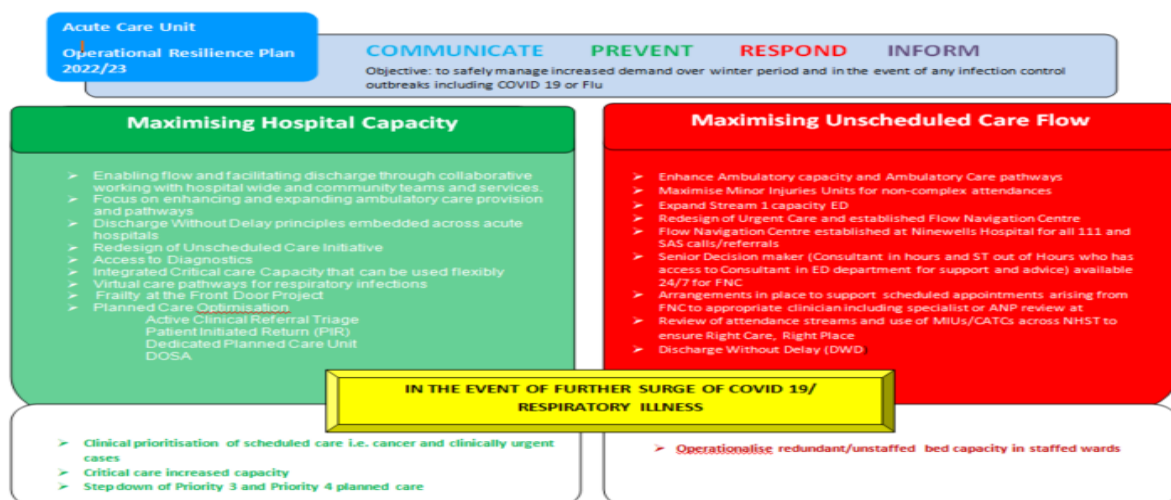 Acute Care Unit
Operational Resilience Plan
2022/23
COMMUNICATE PREVENT RESPOND INFORM
Objective: to safely manage increased demand over winter period and in the event of any infection control
outbreaks including COVID 19 or Flu
Maximising Hospital Capacity
➢ Enabling flow and facilitating discharge through collaborative
working with hospital wide and community teams and services.
➢ Focus on enhancing and expanding ambulatory care provision
and pathways
➢ Discharge Without Delay principles embedded across acute
hospitals
➢ Redesign of Unscheduled Care Initiative
➢ Access to Diagnostics
➢ Integrated Critical care Capacity that can be used flexibly
➢ Virtual care pathways for respiratory infections
➢ Frailty at the Front Door Project
➢ Planned Care Optimisation
Active Clinical Referral Triage
Patient Initiated Return (PIR)
Dedicated Planned Care Unit
DOSA
Maximising Unscheduled Care Flow
➢ Enhance Ambulatory capacity and Ambulatory Care pathways
➢ Maximise Minor Injuries Units for non-complex attendances
➢ Expand Stream 1 capacity ED
➢ Redesign of Urgent Care and established Flow Navigation Centre
➢ Flow Navigation Centre established at Ninewells Hospital for all 111 and
SAS calls/referrals
➢ Senior Decision maker (Consultant in hours and ST out of Hours who has
access to Consultant in ED department for support and advice) available
24/7 for FNC
➢ Arrangements in place to support scheduled appointments arising from
FNC to appropriate clinician including specialist or ANP review at
➢ Review of attendance streams and use of MIUs/CATCs across NHST to
ensure Right Care, Right Place
➢ Discharge Without Delay (DWD)
IN THE EVENT OF FURTHER SURGE OF COVID 19/
RESPIRATORY ILLNESS
➢ Clinical prioritisation of scheduled care i.e. cancer and clinically urgent
cases
➢ Critical care increased capacity
➢ Step down of Priority 3 and Priority 4 planned care
➢ Operationalise redundant/unstaffed bed capacity in staffed wards